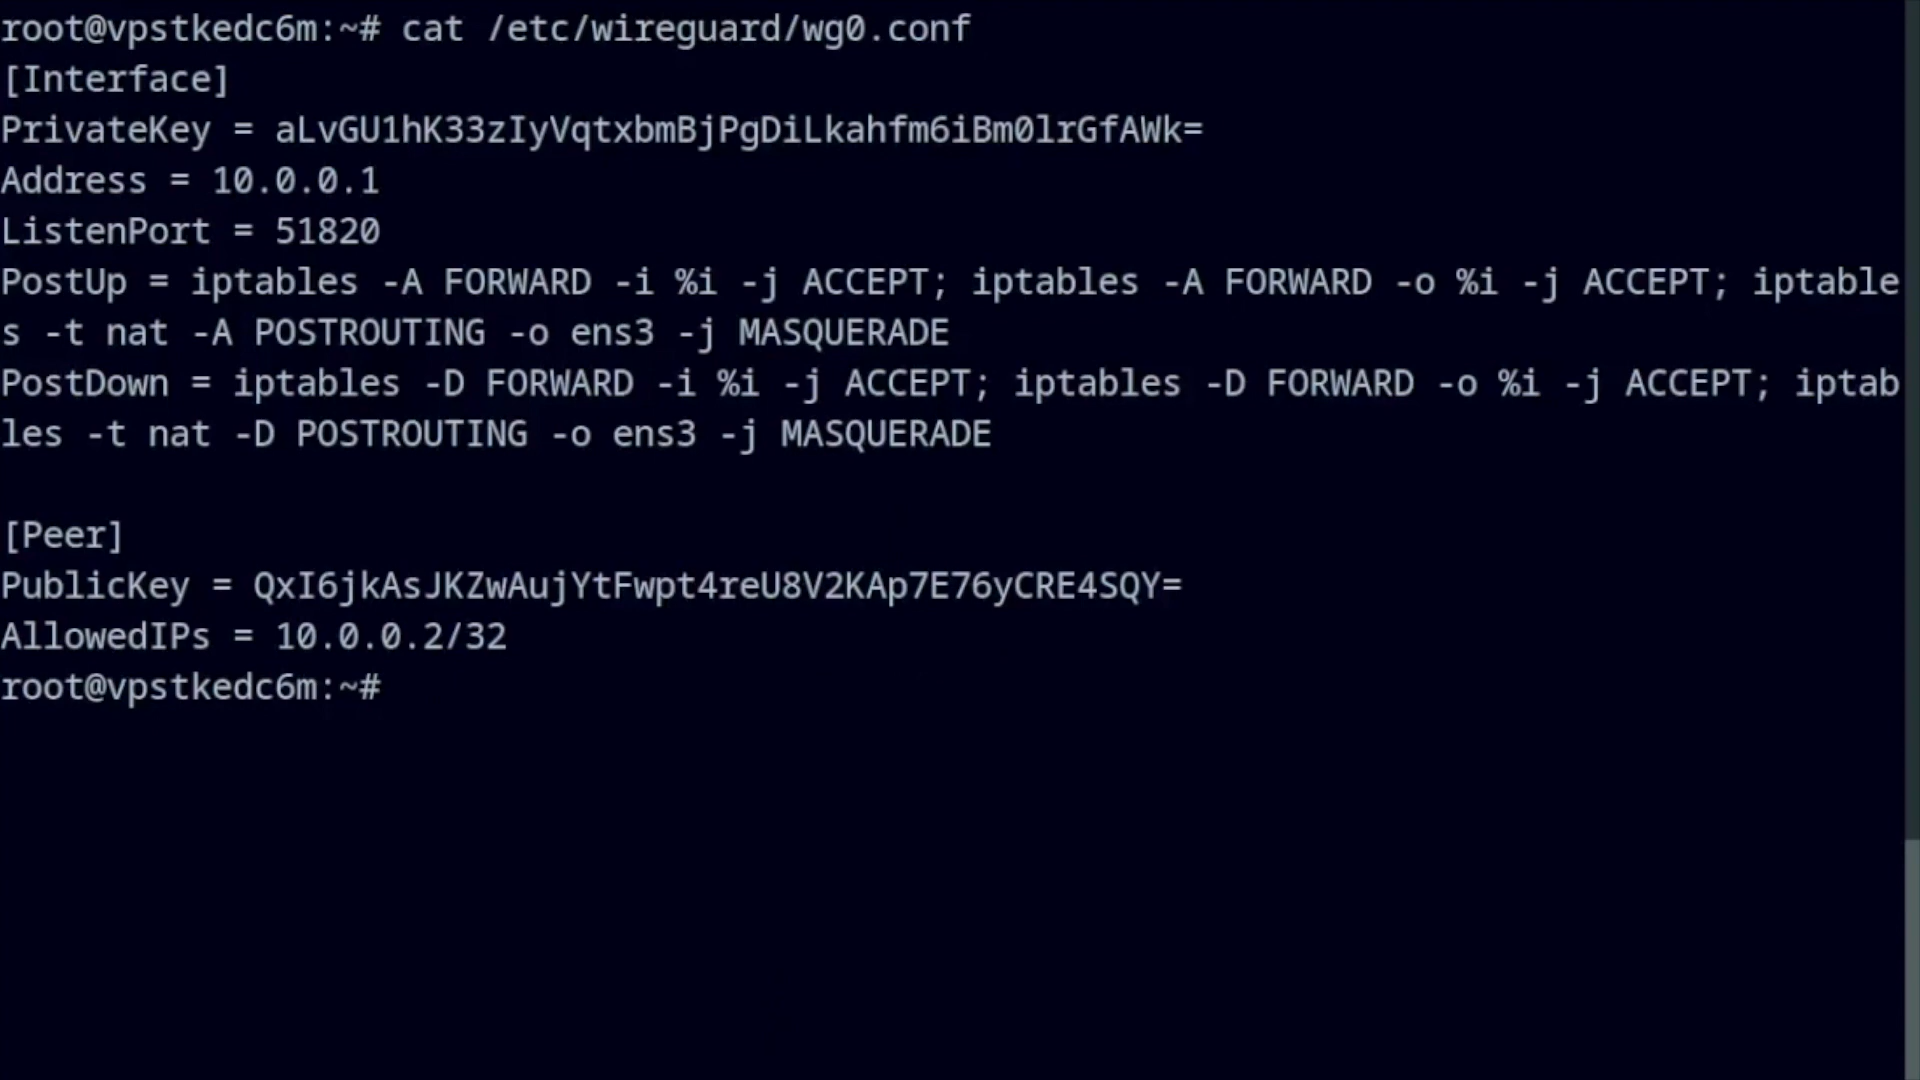 root@vpstkedc6m:~# cat /etc/wireguard/wg0.conf
[Interface]
PrivateKey = aLvGU1hK33zIyVqtxbmBjPgDiLkahfm6iBm0lrGfAWk=
Address = 10.0.0.1
ListenPort = 51820
PostUp = iptables -A FORWARD -i %i -j ACCEPT; iptables -A FORWARD -o %i -j ACCEPT; iptable
s -t nat -A POSTROUTING -o ens3 -j MASQUERADE
PostDown = iptables -D FORWARD -i %i -j ACCEPT; iptables -D FORWARD -o %i -j ACCEPT; iptab
les -t nat -D POSTROUTING -o ens3 -j MASQUERADE
[Peer]
PublicKey = QxI6jkAsJKZwAujYtFwpt4reU8V2KAp7E76yCRE4SQY=
AllowedIPs = 10.0.0.2/32
root@vpstkedc6m:~#